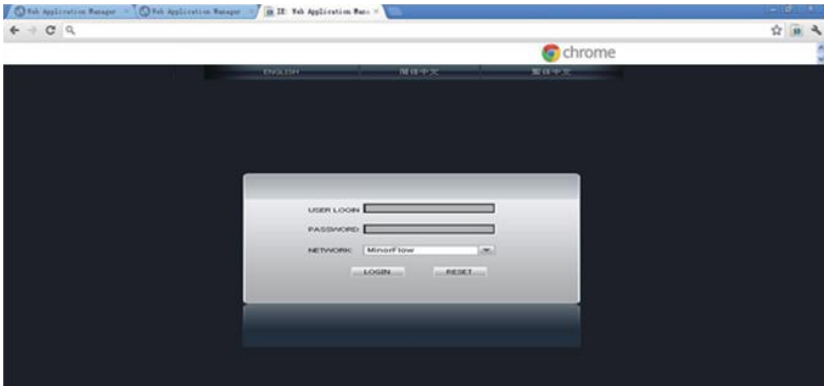 Web Application Manager
Web Application Manager
IE: Web Application Mana
chrome
ENGLISH 简体中文 繁体中文
USER LOGIN
PASSWORD:
NETWORK: MinorFlow
LOGIN RESET